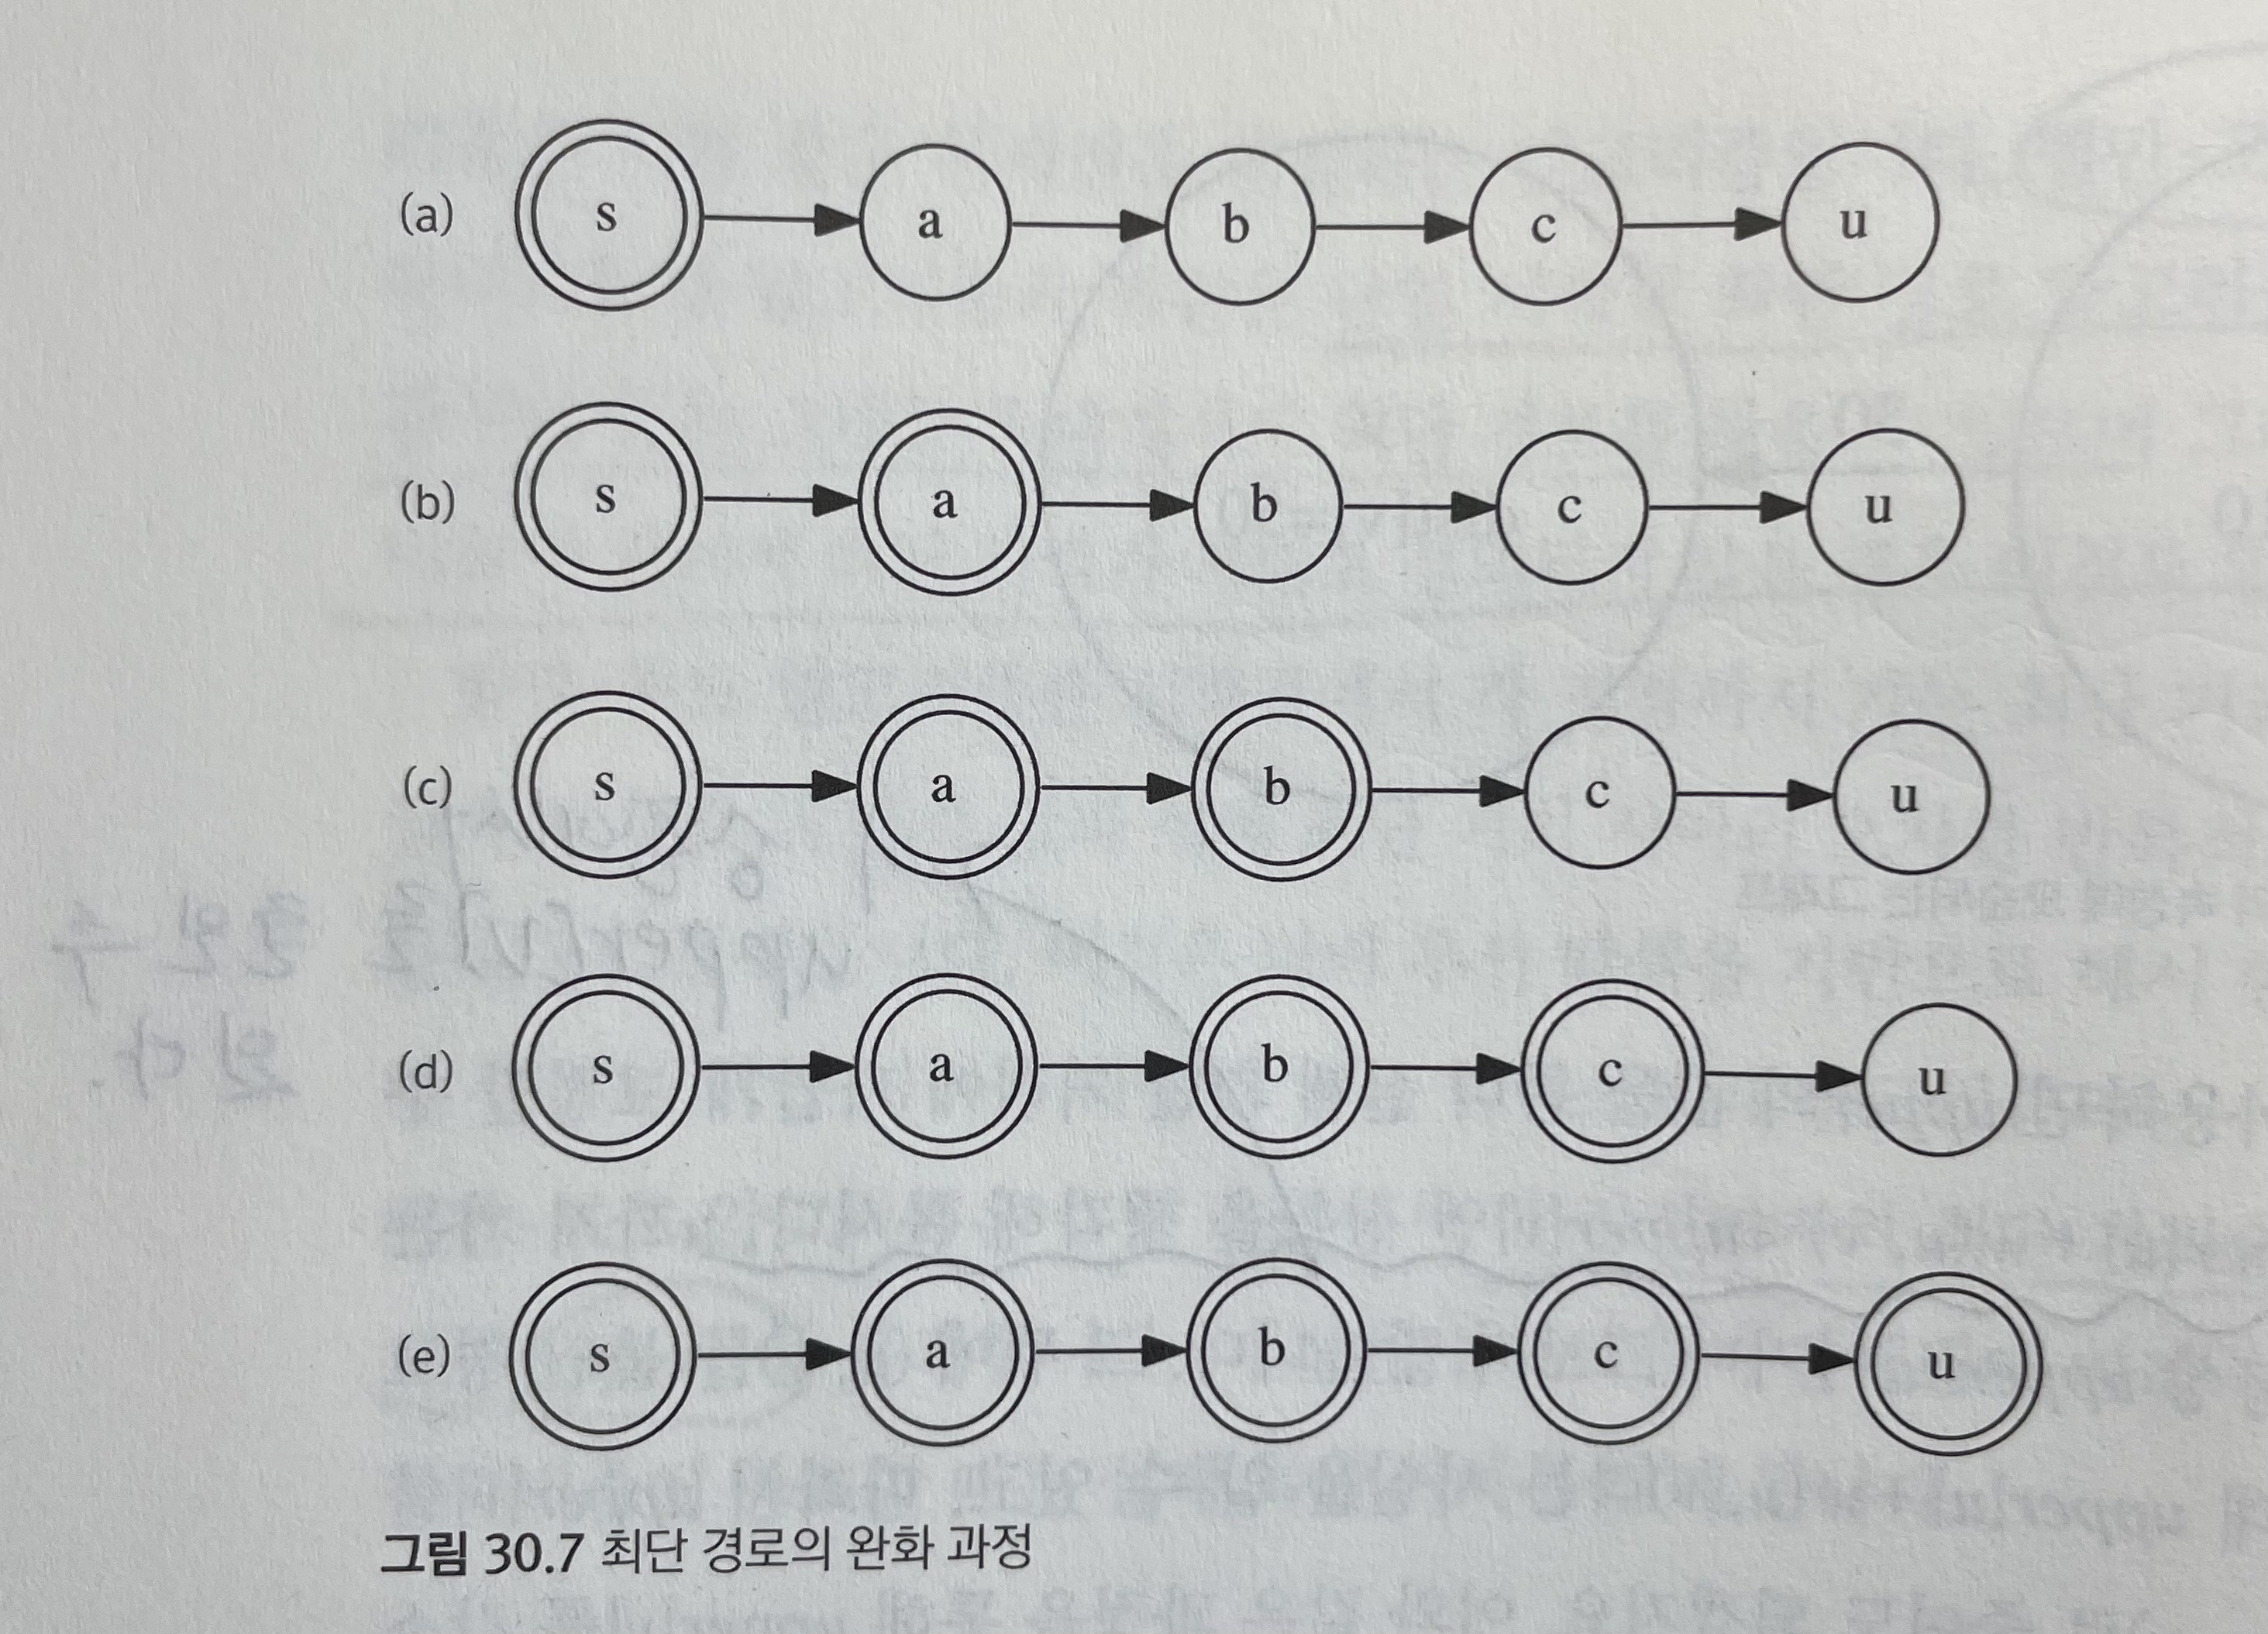 (a) s a b c u
(b) s a b c u
(c) s a b c u
(d) s a b c u
(e) s a b c u
그림 30.7 최단 경로의 완화 과정